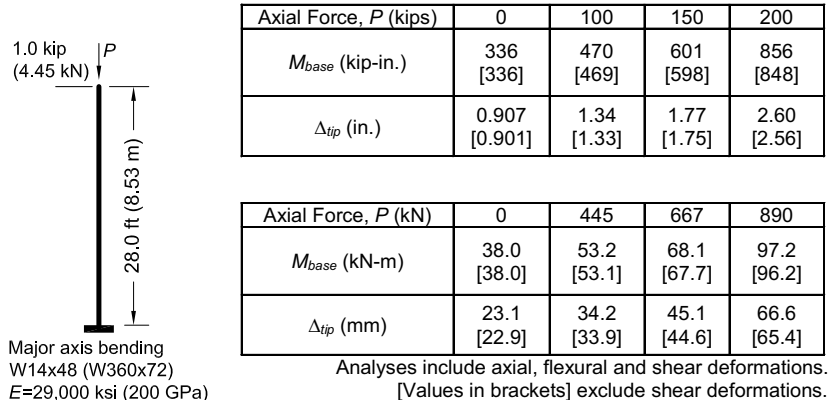 1.0 kip
(4.45 kN)
P
28.0 ft (8.53 m)
Major axis bending
W14x48 (W360x72)
E=29,000 ksi (200 GPa)
Axial Force, P (kips) 0 100 150 200
M_base (kip-in.) 336 470 601 856
[336] [469] [598] [848]
Δ_tip (in.) 0.907 1.34 1.77 2.60
[0.901] [1.33] [1.75] [2.56]
Axial Force, P (kN) 0 445 667 890
M_base (kN-m) 38.0 53.2 68.1 97.2
[38.0] [53.1] [67.7] [96.2]
Δ_tip (mm) 23.1 34.2 45.1 66.6
[22.9] [33.9] [44.6] [65.4]
Analyses include axial, flexural and shear deformations.
[Values in brackets] exclude shear deformations.